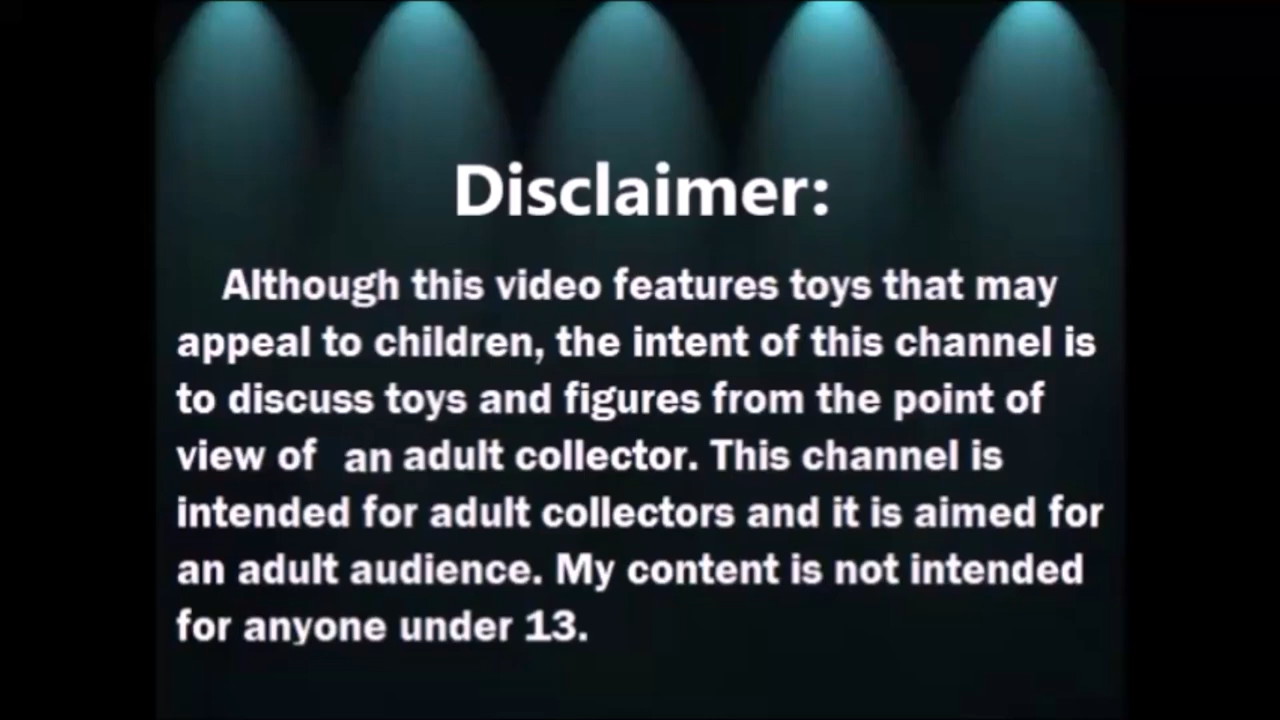 Disclaimer:
Although this video features toys that may
appeal to children, the intent of this channel is
to discuss toys and figures from the point of
view of an adult collector. This channel is
intended for adult collectors and it is aimed for
an adult audience. My content is not intended
for anyone under 13.